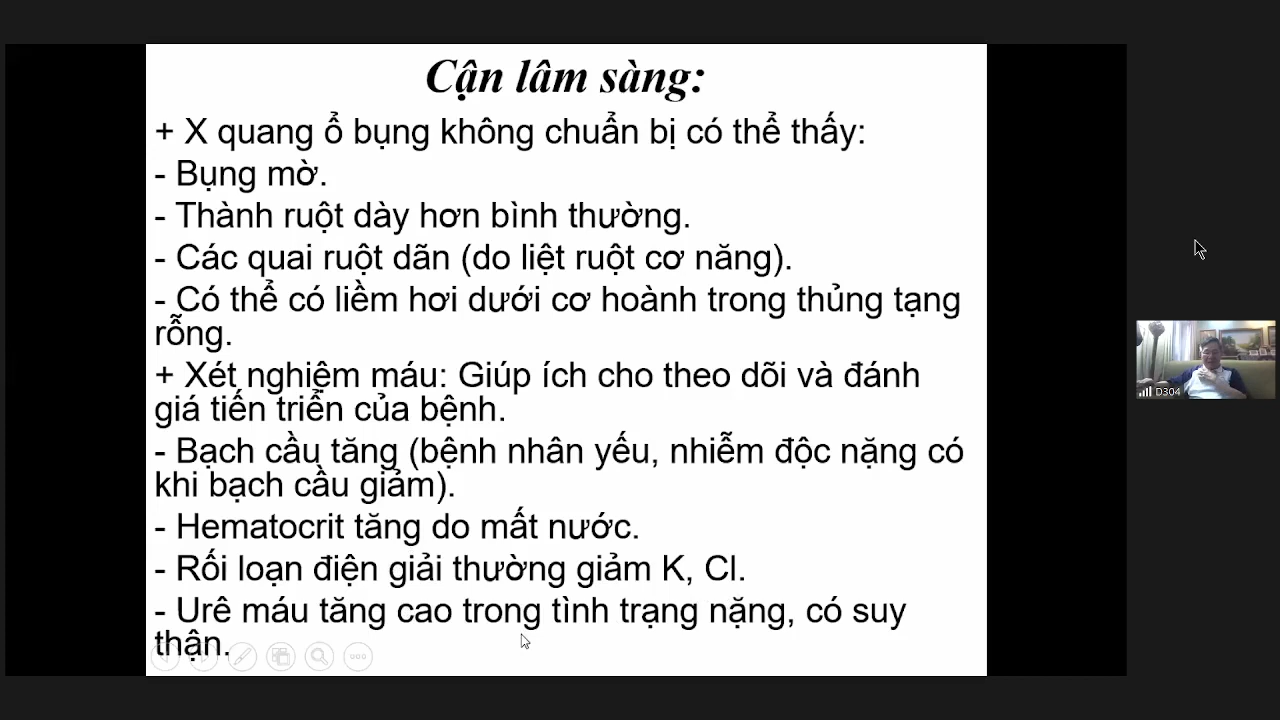 Cận lâm sàng:
+ X quang ổ bụng không chuẩn bị có thể thấy:
- Bụng mờ.
- Thành ruột dày hơn bình thường.
- Các quai ruột dãn (do liệt ruột cơ năng).
- Có thể có liềm hơi dưới cơ hoành trong thủng tạng
rỗng.
+ Xét nghiệm máu: Giúp ích cho theo dõi và đánh
giá tiến triển của bệnh.
- Bạch cầu tăng (bệnh nhân yếu, nhiễm độc nặng có
khi bạch cầu giảm).
- Hematocrit tăng do mất nước.
- Rối loạn điện giải thường giảm K, Cl.
- Urê máu tăng cao trong tình trạng nặng, có suy
thận.
D304